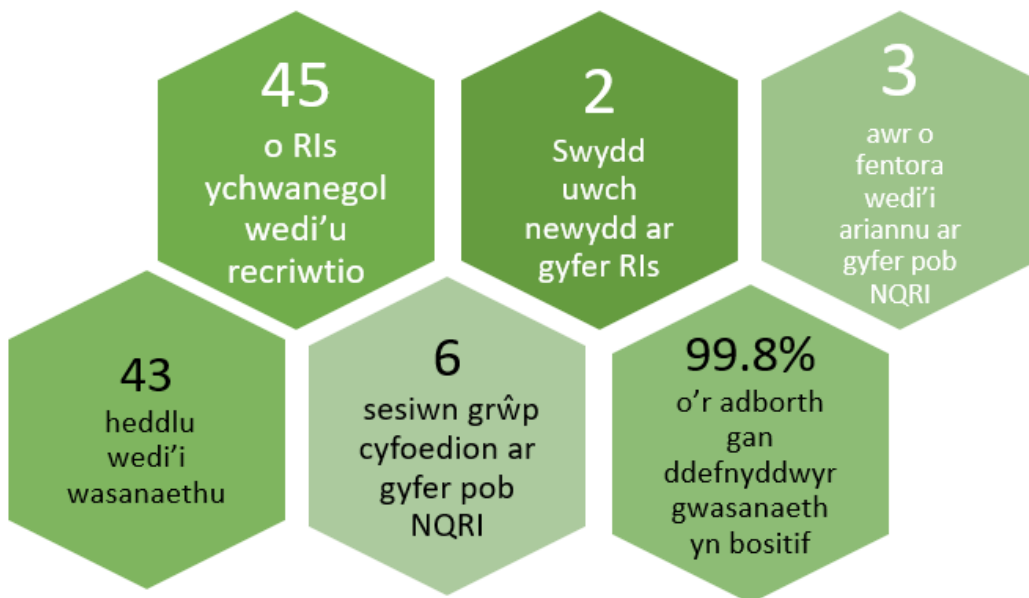 45
o RIs
ychwanegol
wedi’u
recriwtio
2
Swydd
uwch
newydd ar
gyfer RIs
3
awr o
fentora
wedi’i
ariannu ar
gyfer pob
NQRI
43
heddlu
wedi’i
wasanaethu
6
sesiwn grŵp
cyfoedion ar
gyfer pob
NQRI
99.8%
o’r adborth
gan
ddefnyddwyr
gwasanaeth
yn bositif